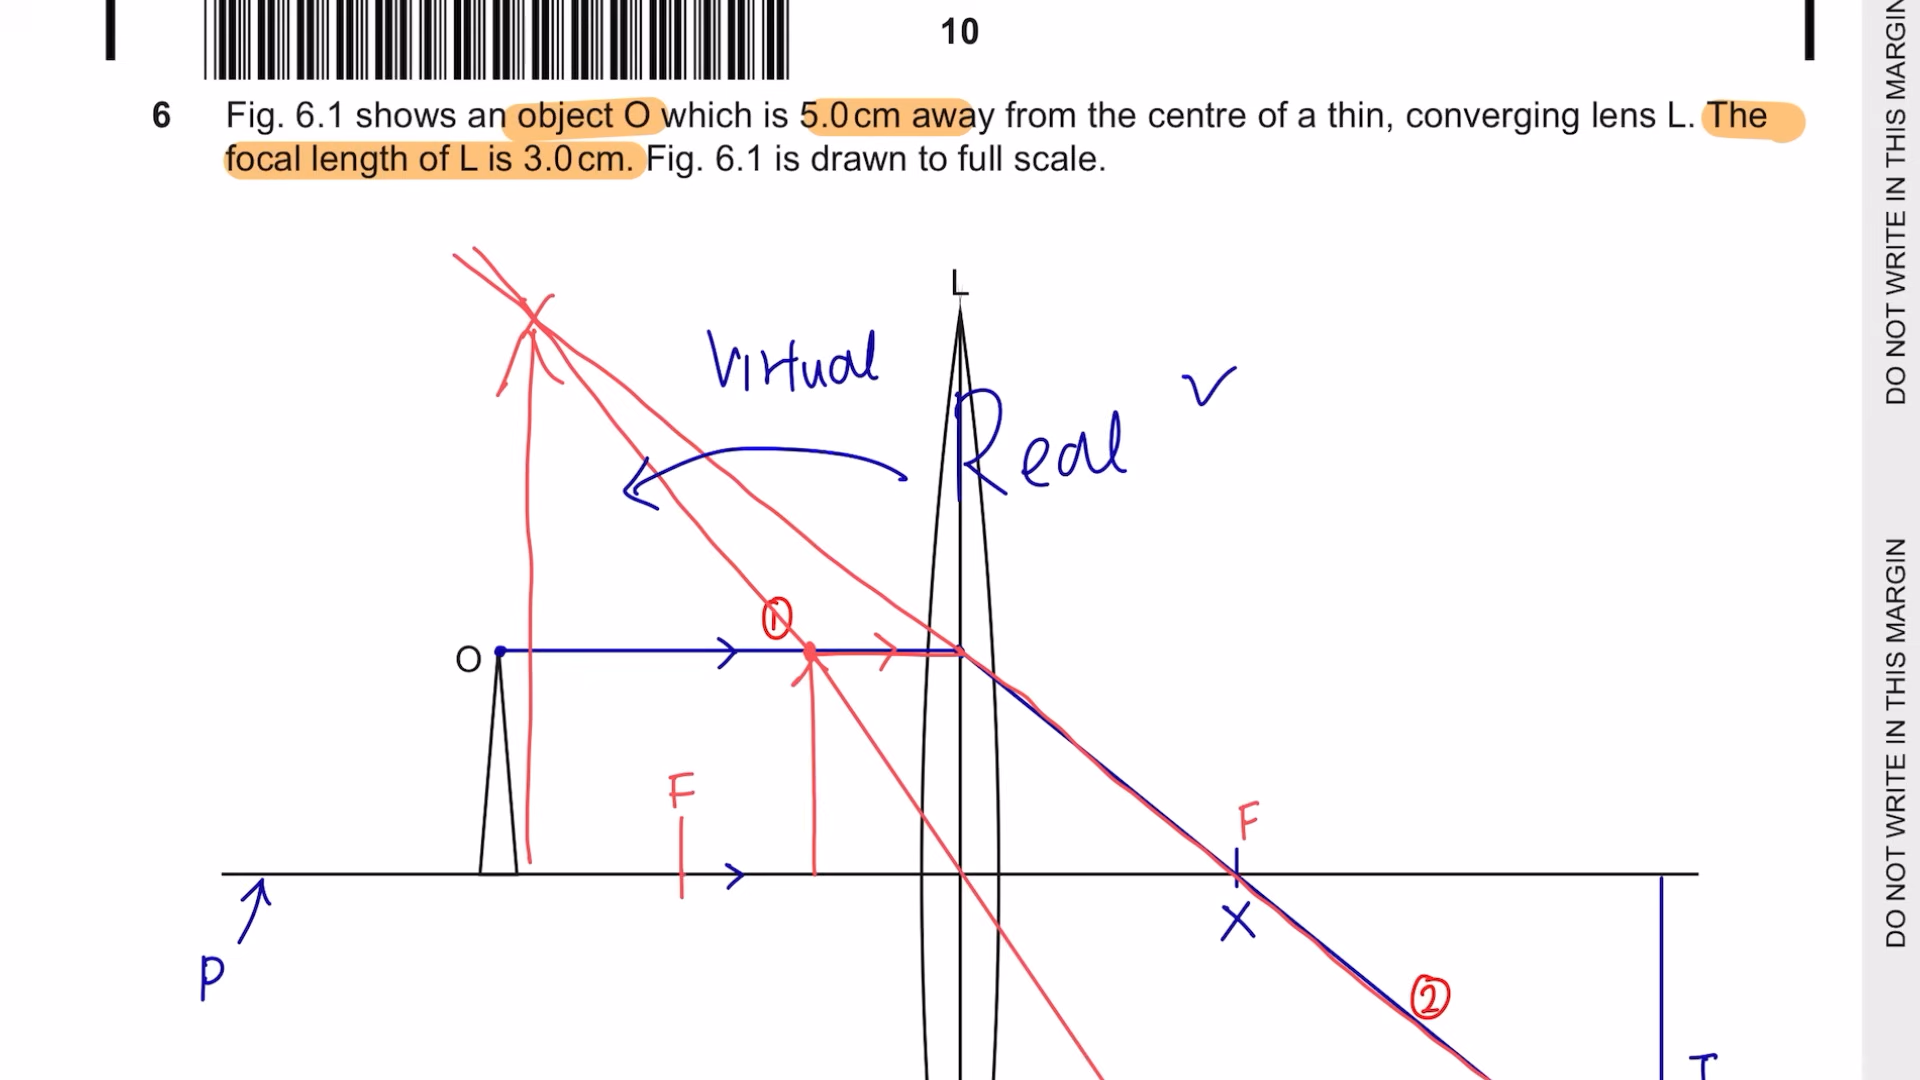 10
6 Fig. 6.1 shows an object O which is 5.0 cm away from the centre of a thin, converging lens L. The
focal length of L is 3.0 cm. Fig. 6.1 is drawn to full scale.
L
Virtual
Real
1
O
F
F
X
P
2
I
DO NOT WRITE IN THIS MARGIN
DO NOT WRITE IN THIS MARGIN